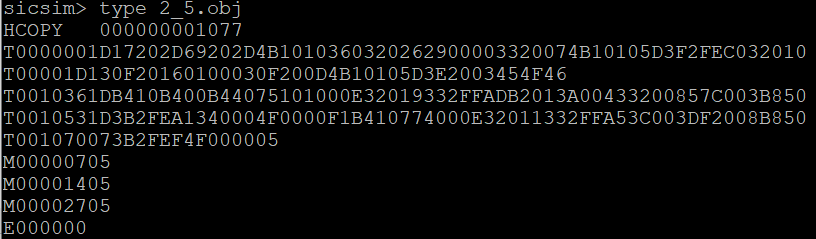 sicsim> type 2_5.obj
HCOPY   000000001077
T0000001D17202D69202D4B1010360320262900003320074B10105D3F2FEC032010
T00001D130F20160100030F200D4B10105D3E2003454F46
T0010361DB410B400B44075101000E32019332FFADB2013A00433200857C003B850
T0010531D3B2FEA1340004F0000F1B410774000E32011332FFA53C003DF2008B850
T001070073B2FEF4F000005
M00000705
M00001405
M00002705
E000000